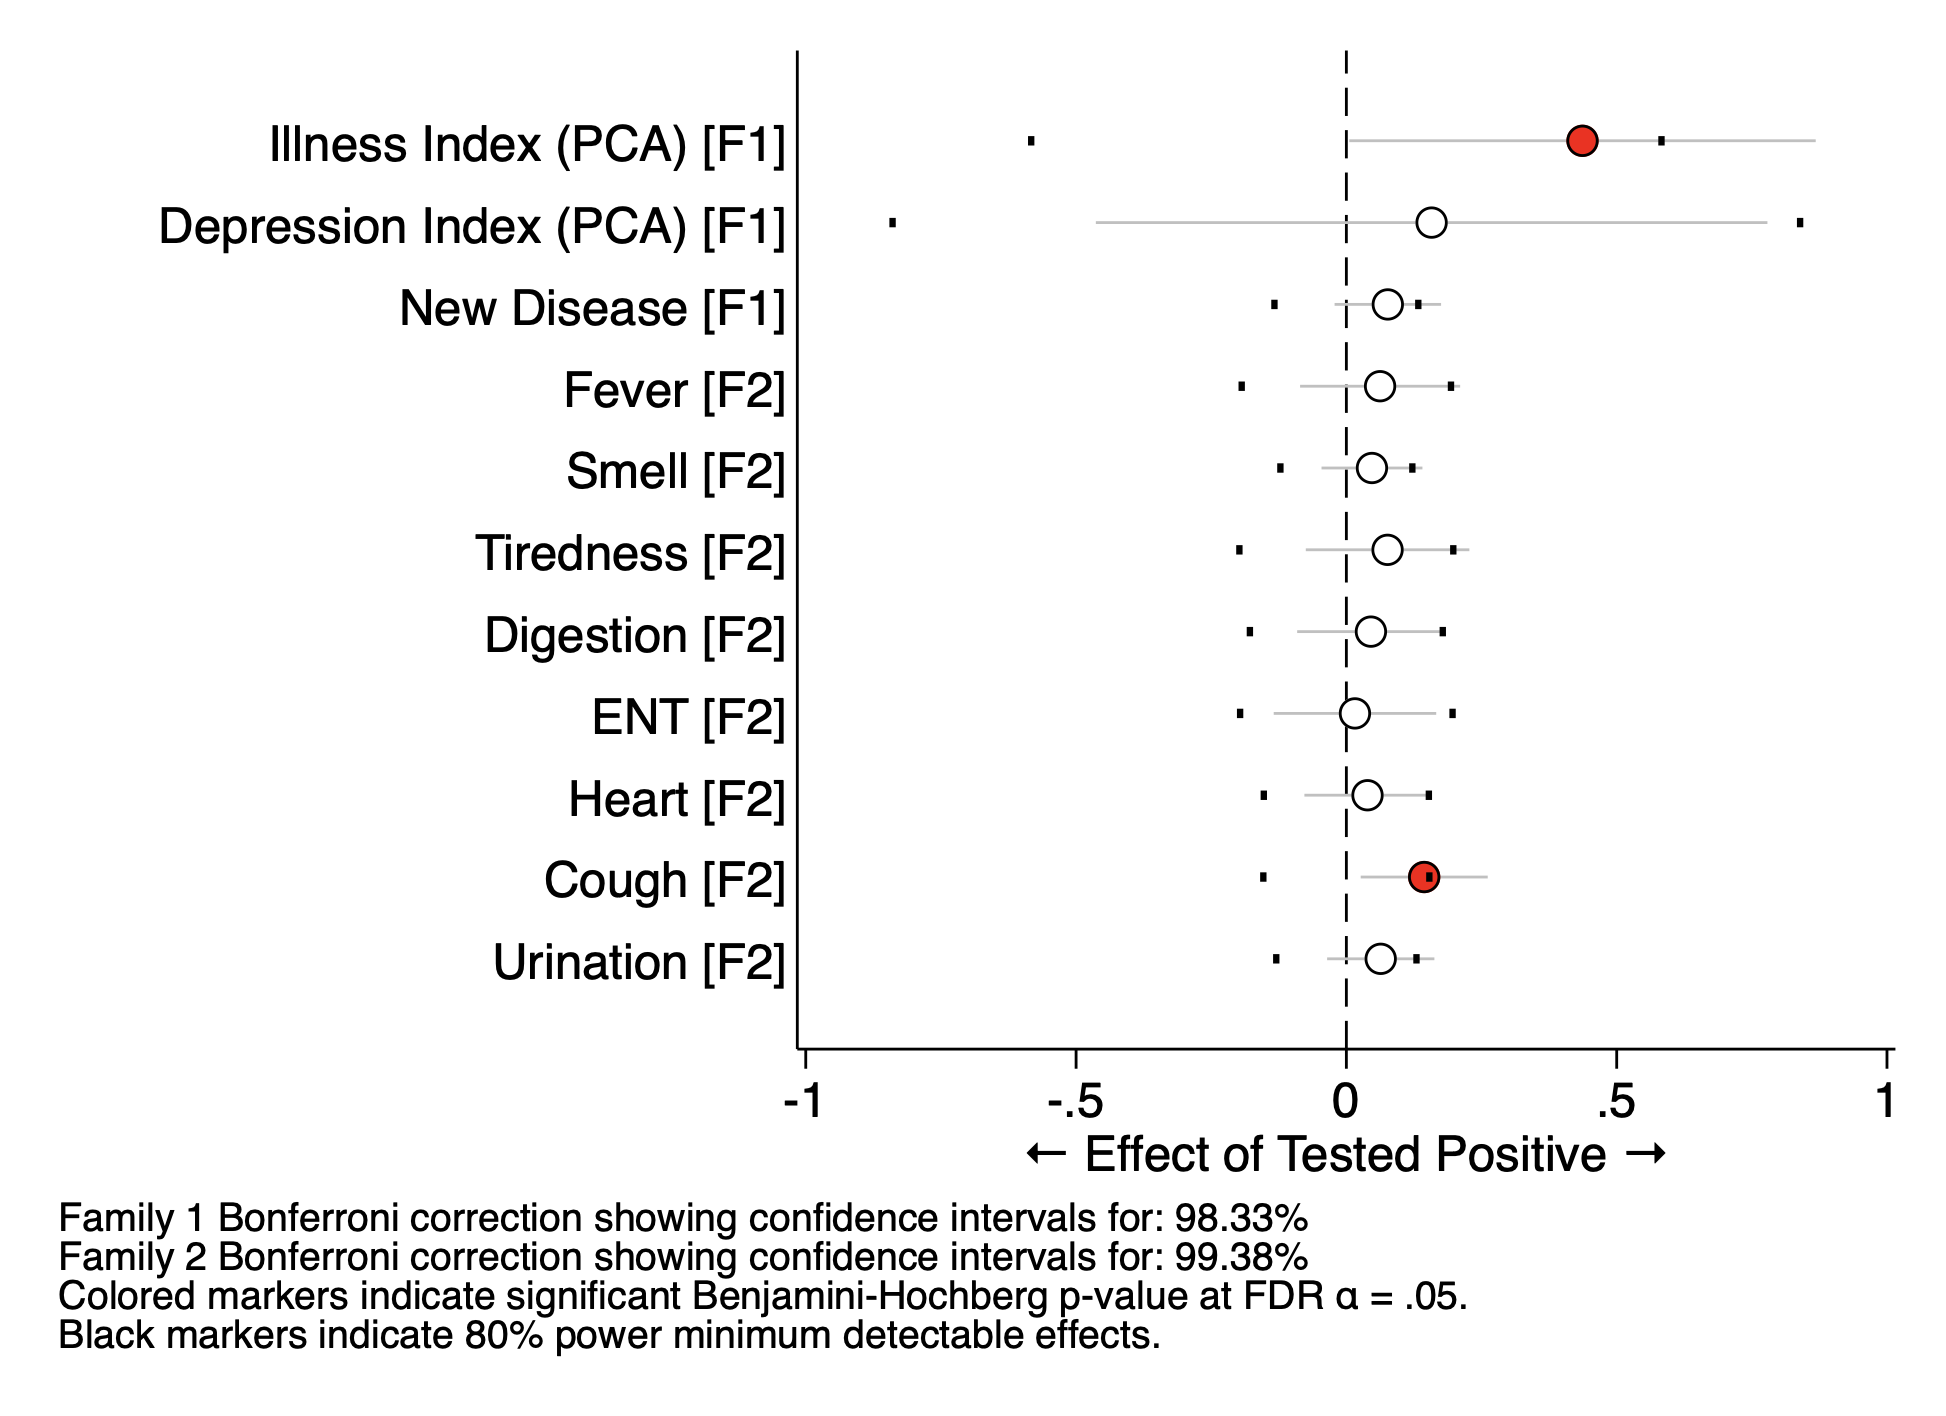 Illness Index (PCA) [F1]
Depression Index (PCA) [F1]
New Disease [F1]
Fever [F2]
Smell [F2]
Tiredness [F2]
Digestion [F2]
ENT [F2]
Heart [F2]
Cough [F2]
Urination [F2]
-1 -.5 0 .5 1
← Effect of Tested Positive →
Family 1 Bonferroni correction showing confidence intervals for: 98.33%
Family 2 Bonferroni correction showing confidence intervals for: 99.38%
Colored markers indicate significant Benjamini-Hochberg p-value at FDR α = .05.
Black markers indicate 80% power minimum detectable effects.